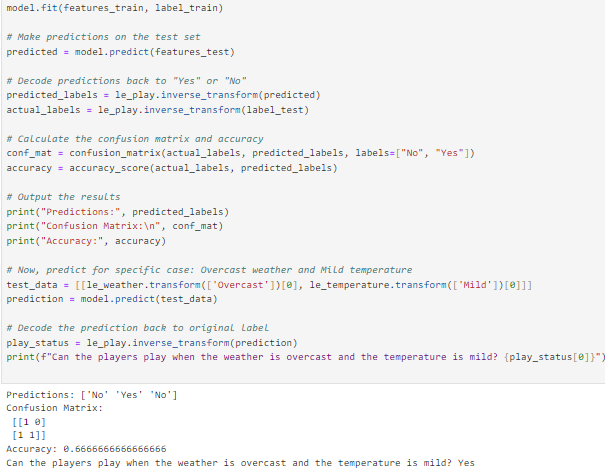 model.fit(features_train, label_train)
# Make predictions on the test set
predicted = model.predict(features_test)
# Decode predictions back to "Yes" or "No"
predicted_labels = le_play.inverse_transform(predicted)
actual_labels = le_play.inverse_transform(label_test)
# Calculate the confusion matrix and accuracy
conf_mat = confusion_matrix(actual_labels, predicted_labels, labels=["No", "Yes"])
accuracy = accuracy_score(actual_labels, predicted_labels)
# Output the results
print("Predictions:", predicted_labels)
print("Confusion Matrix:\n", conf_mat)
print("Accuracy:", accuracy)
# Now, predict for specific case: Overcast weather and Mild temperature
test_data = [[le_weather.transform(['Overcast'])[0], le_temperature.transform(['Mild'])[0]]]
prediction = model.predict(test_data)
# Decode the prediction back to original label
play_status = le_play.inverse_transform(prediction)
print(f"Can the players play when the weather is overcast and the temperature is mild? {play_status[0]}")
Predictions: ['No' 'Yes' 'No']
Confusion Matrix:
[[1 0]
[1 1]]
Accuracy: 0.6666666666666666
Can the players play when the weather is overcast and the temperature is mild? Yes